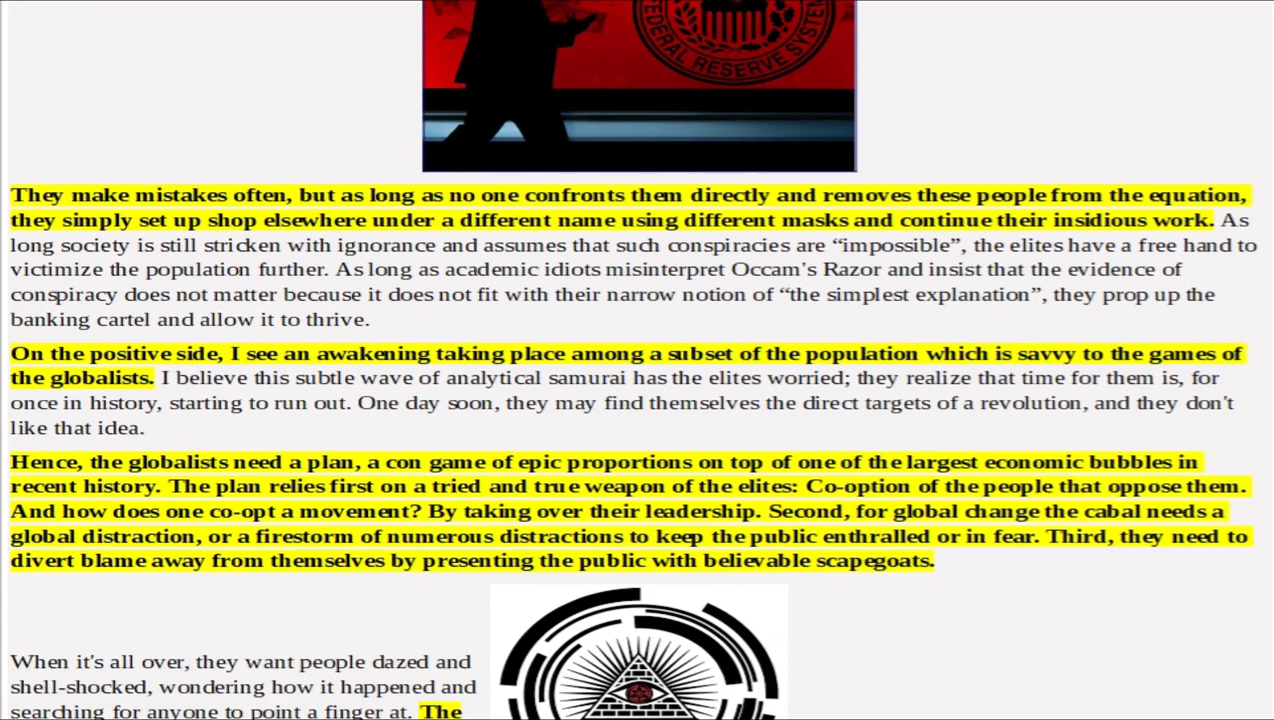 FEDERAL RESERVE SYSTEM
They make mistakes often, but as long as no one confronts them directly and removes these people from the equation,
they simply set up shop elsewhere under a different name using different masks and continue their insidious work. As
long society is still stricken with ignorance and assumes that such conspiracies are “impossible”, the elites have a free hand to
victimize the population further. As long as academic idiots misinterpret Occam's Razor and insist that the evidence of
conspiracy does not matter because it does not fit with their narrow notion of “the simplest explanation”, they prop up the
banking cartel and allow it to thrive.
On the positive side, I see an awakening taking place among a subset of the population which is savvy to the games of
the globalists. I believe this subtle wave of analytical samurai has the elites worried; they realize that time for them is, for
once in history, starting to run out. One day soon, they may find themselves the direct targets of a revolution, and they don't
like that idea.
Hence, the globalists need a plan, a con game of epic proportions on top of one of the largest economic bubbles in
recent history. The plan relies first on a tried and true weapon of the elites: Co-option of the people that oppose them.
And how does one co-opt a movement? By taking over their leadership. Second, for global change the cabal needs a
global distraction, or a firestorm of numerous distractions to keep the public enthralled or in fear. Third, they need to
divert blame away from themselves by presenting the public with believable scapegoats.
When it's all over, they want people dazed and
shell-shocked, wondering how it happened and
searching for anyone to point a finger at. The